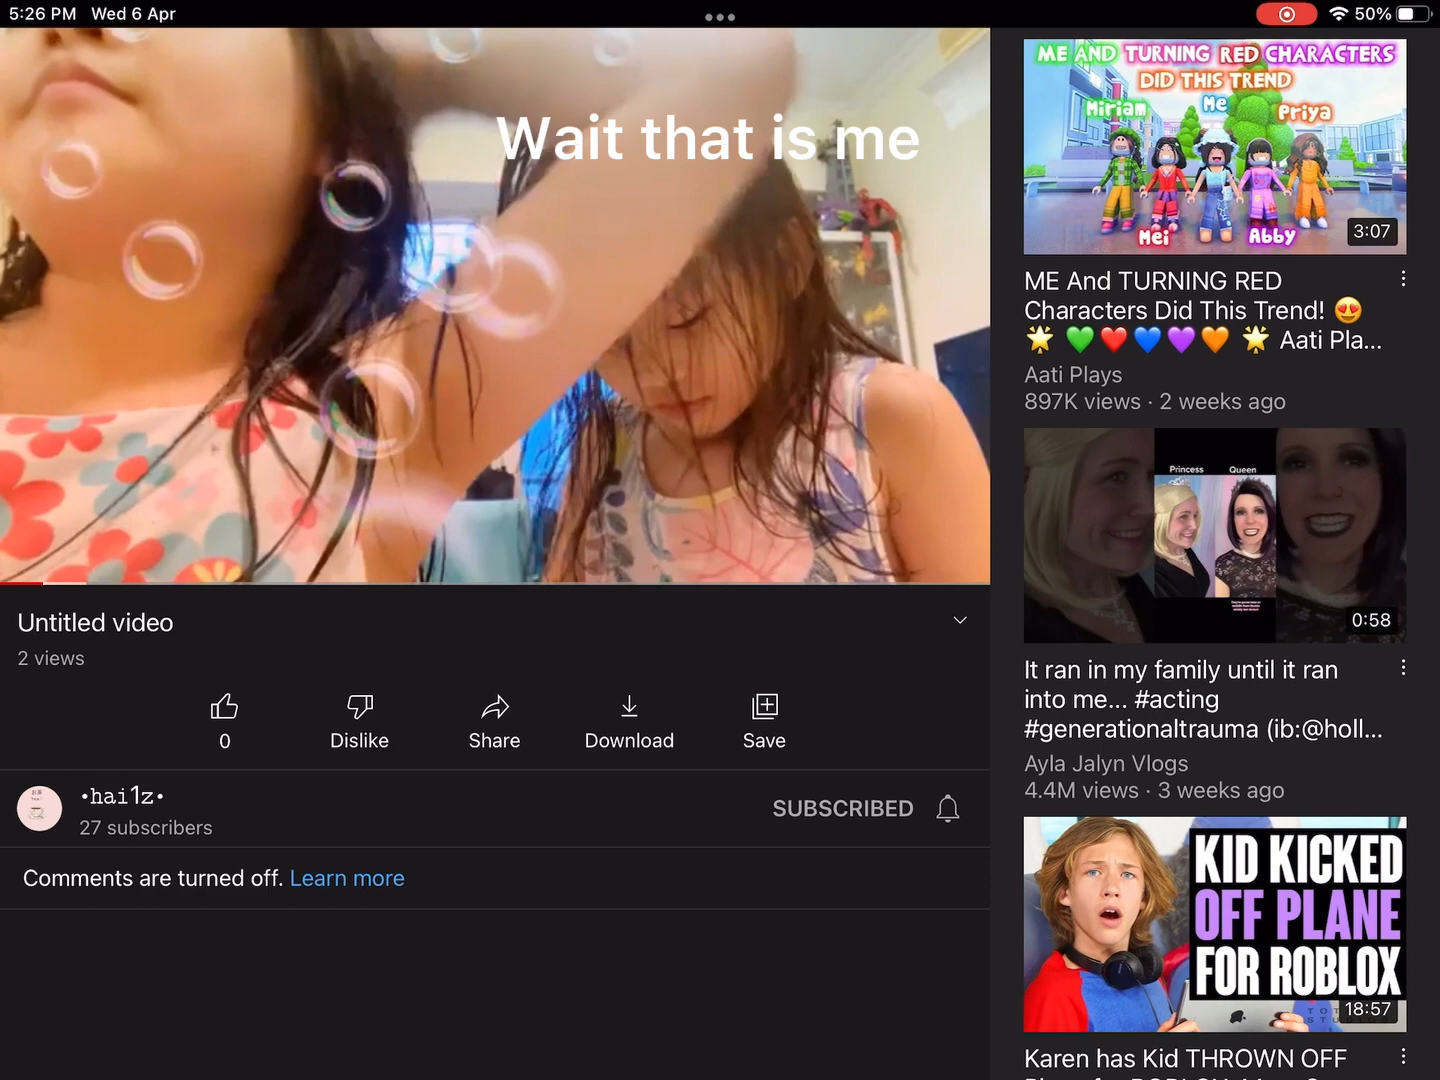 5:26 PM Wed 6 Apr
50%
Wait that is me
Untitled video
2 views
0
Dislike
Share
Download
Save
•hai1z•
27 subscribers
SUBSCRIBED
Comments are turned off. Learn more
ME AND TURNING RED CHARACTERS
DID THIS TREND
Miriam
Me
Priya
Mei
Abby
3:07
ME And TURNING RED
Characters Did This Trend! 😍
🌟 💚❤️💙💜🧡 🌟 Aati Pla...
Aati Plays
897K views · 2 weeks ago
Princess
Queen
0:58
It ran in my family until it ran
into me... #acting
#generationaltrauma (ib:@holl...
Ayla Jalyn Vlogs
4.4M views · 3 weeks ago
KID KICKED
OFF PLANE
FOR ROBLOX
18:57
Karen has Kid THROWN OFF